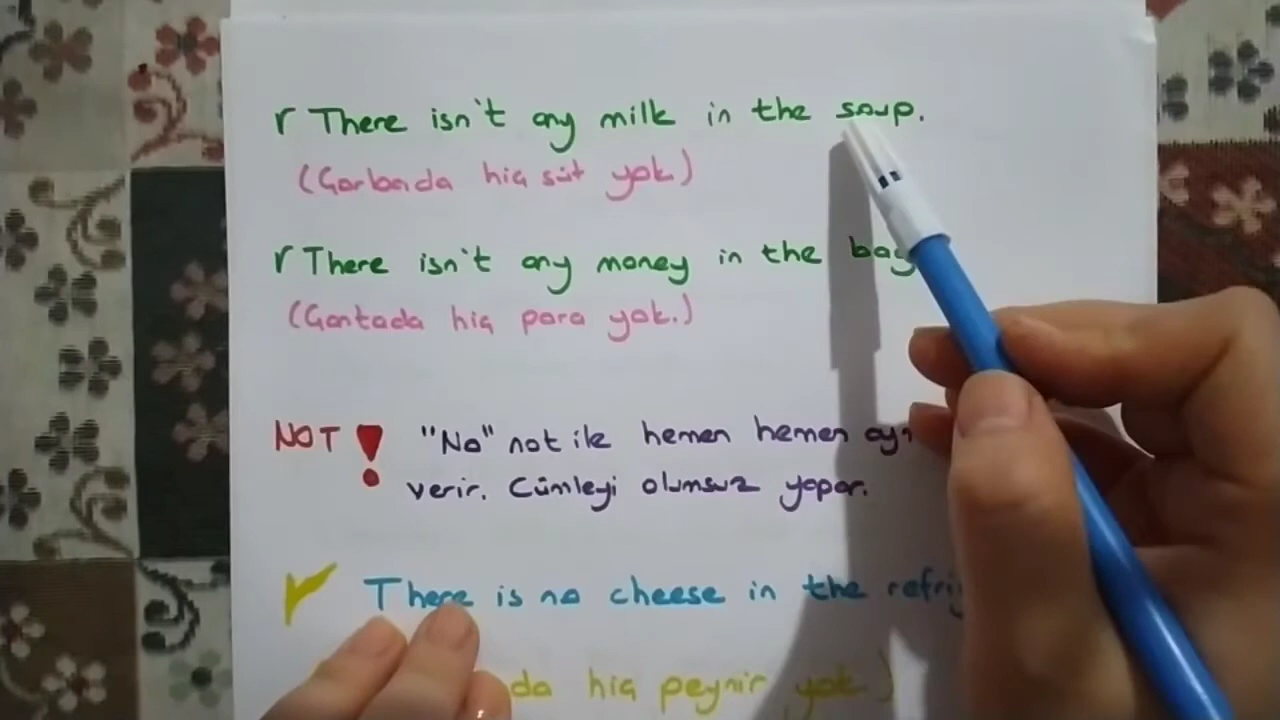 There isn't any milk in the soup.
(Çorbada hiç süt yok)
There isn't any money in the bag
(Çantada hiç para yok.)
NOT ! "No" not ile hemen hemen
verir. Cümleyi olumsuz yapar.
There is no cheese in the
hiç peynir yok)